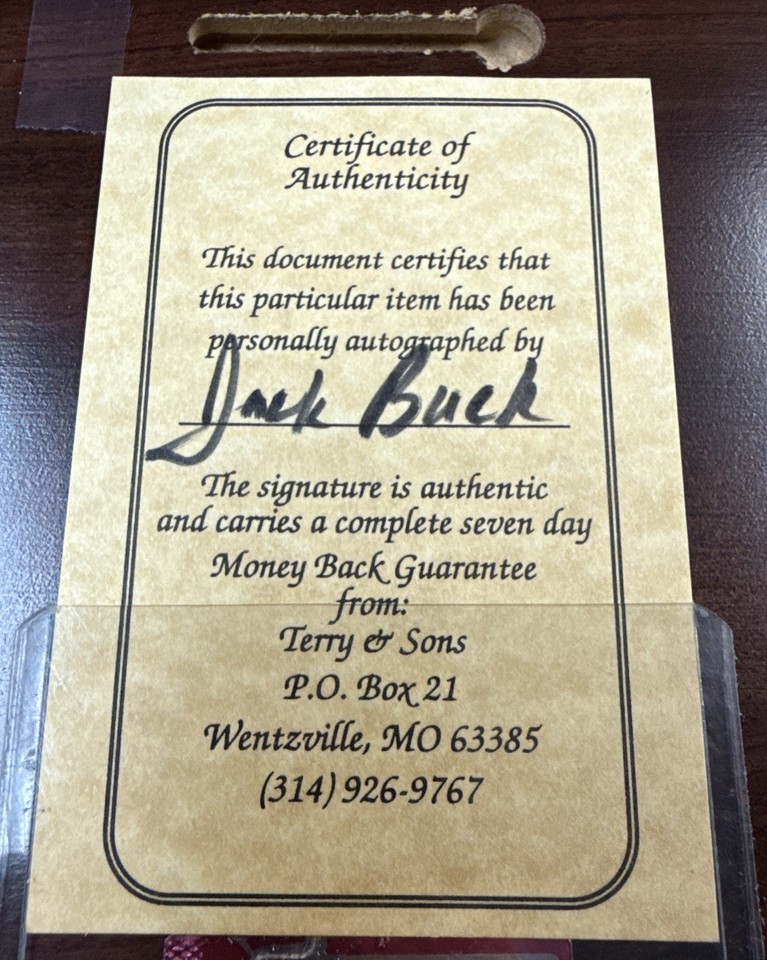 Certificate of
Authenticity
This document certifies that
this particular item has been
personally autographed by
Jack Buck
The signature is authentic
and carries a complete seven day
Money Back Guarantee
from:
Terry & Sons
P.O. Box 21
Wentzville, MO 63385
(314) 926-9767